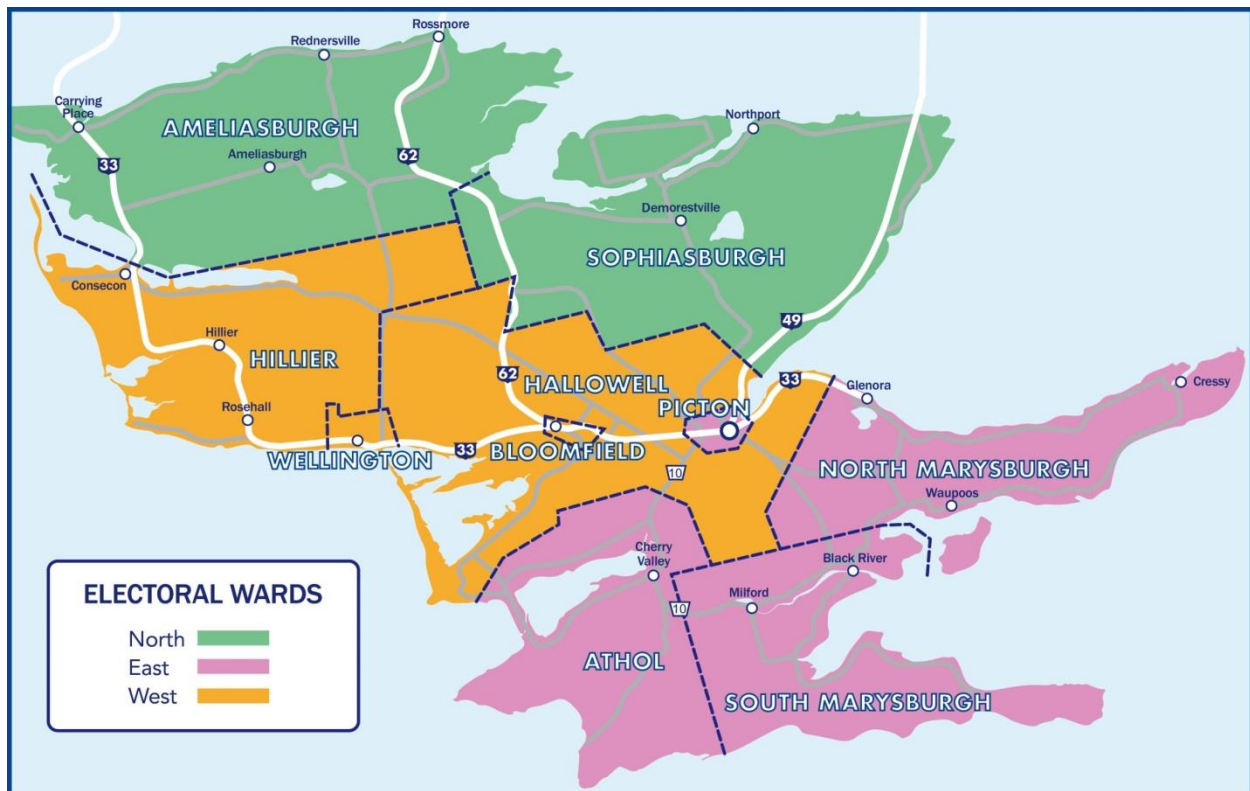 Rossmore
Rednersville
Carrying
Place
AMELIASBURGH
Northport
Ameliasburgh
62
33
Demorestville
SOPHIASBURGH
Consecon
49
Hillier
HILLIER
62
HALLOWELL
33
Glenora
Cressy
PICTON
Rosehall
WELLINGTON
33
BLOOMFIELD
10
NORTH MARYSBURGH
Waupoos
Cherry
Valley
Black River
Milford
10
ATHOL
SOUTH MARYSBURGH
ELECTORAL WARDS
North
East
West